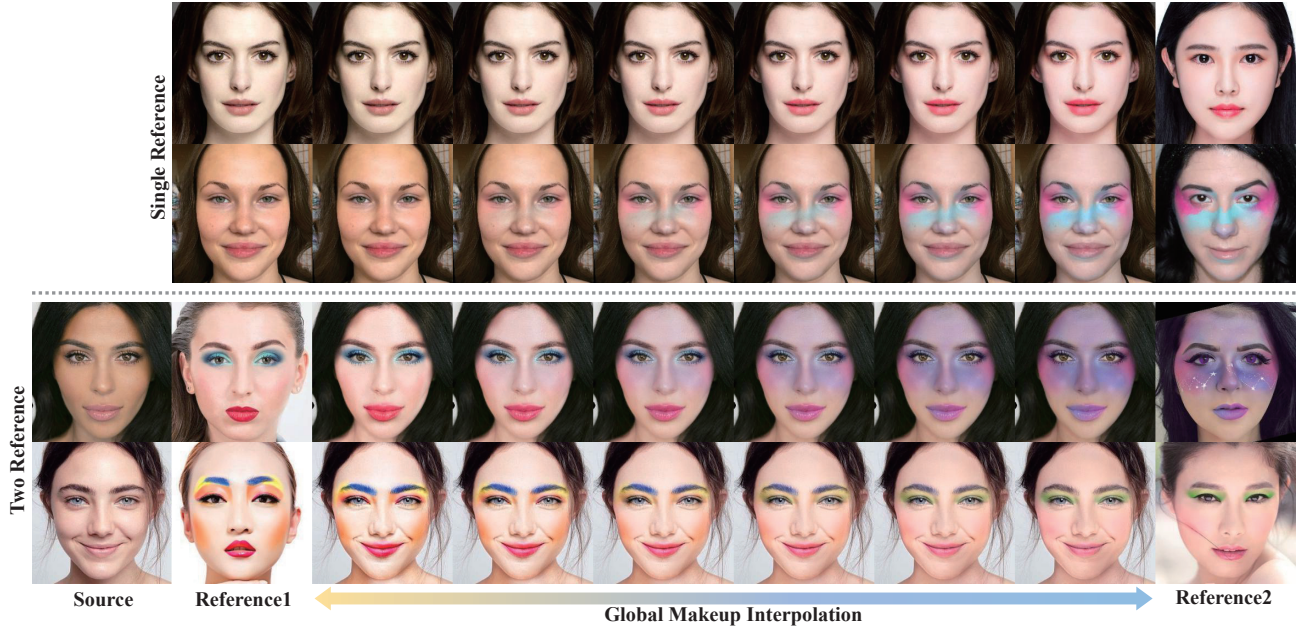 Single Reference
Two Reference
Source
Reference1
Global Makeup Interpolation
Reference2